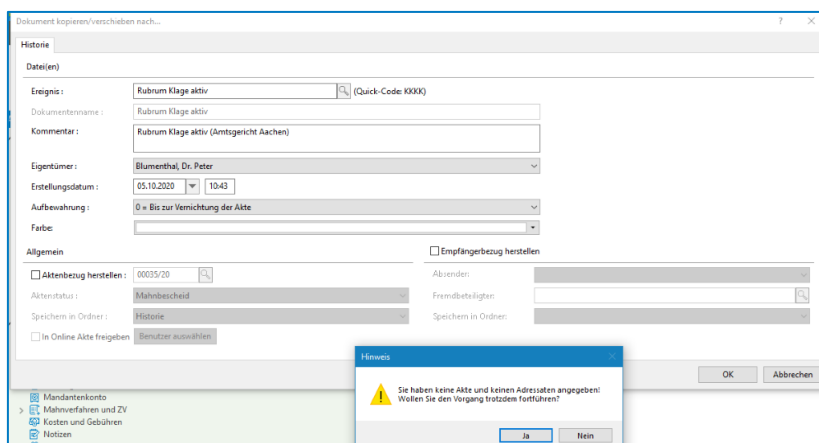 Dokument kopieren/verschieben nach...
Historie
Datei(en)
Ereignis : Rubrum Klage aktiv (Quick-Code: KKKK)
Dokumentenname : Rubrum Klage aktiv
Kommentar : Rubrum Klage aktiv (Amtsgericht Aachen)
Eigentümer : Blumenthal, Dr. Peter
Erstellungsdatum : 05.10.2020 10:43
Aufbewahrung : 0 = Bis zur Vernichtung der Akte
Farbe:
Allgemein
Aktenbezug herstellen : 00035/20
Aktenstatus : Mahnbescheid
Speichern in Ordner : Historie
In Online Akte freigeben Benutzer auswählen
Empfängerbezug herstellen
Absender:
Fremdbeteiligter:
Speichern in Ordner:
OK Abbrechen
Hinweis
Sie haben keine Akte und keinen Adressaten angegeben!
Wollen Sie den Vorgang trotzdem fortführen?
Ja Nein
Mandantenkonto
Mahnverfahren und ZV
Kosten und Gebühren
Notizen